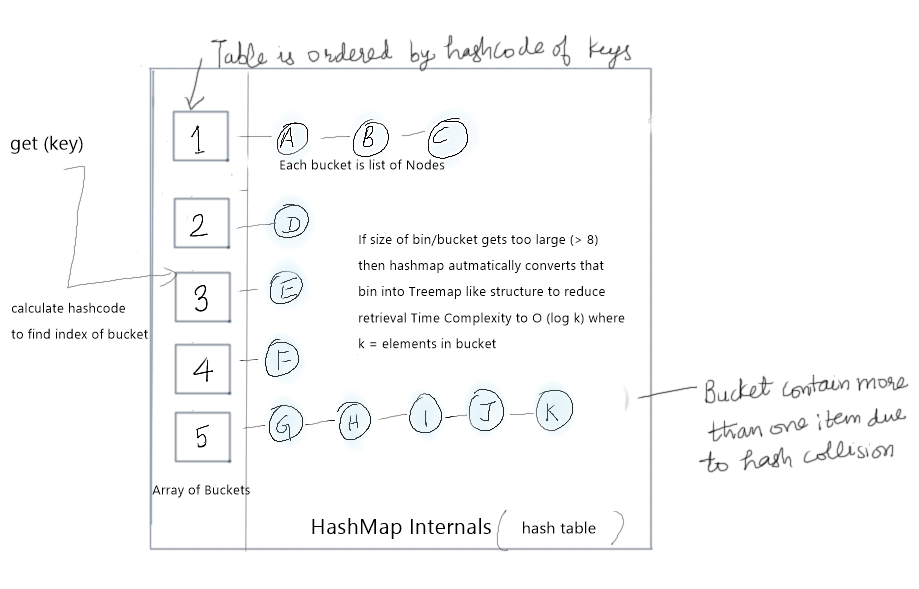 Table is ordered by hashcode of keys
get (key)
1
A
B
C
Each bucket is list of Nodes
2
D
If size of bin/bucket gets too large (> 8)
then hashmap autmatically converts that
bin into Treemap like structure to reduce
retrieval Time Complexity to O (log k) where
k = elements in bucket
3
E
calculate hashcode
to find index of bucket
4
F
5
G
H
I
J
K
Bucket contain more
than one item due
to hash collision
Array of Buckets
HashMap Internals ( hash table )